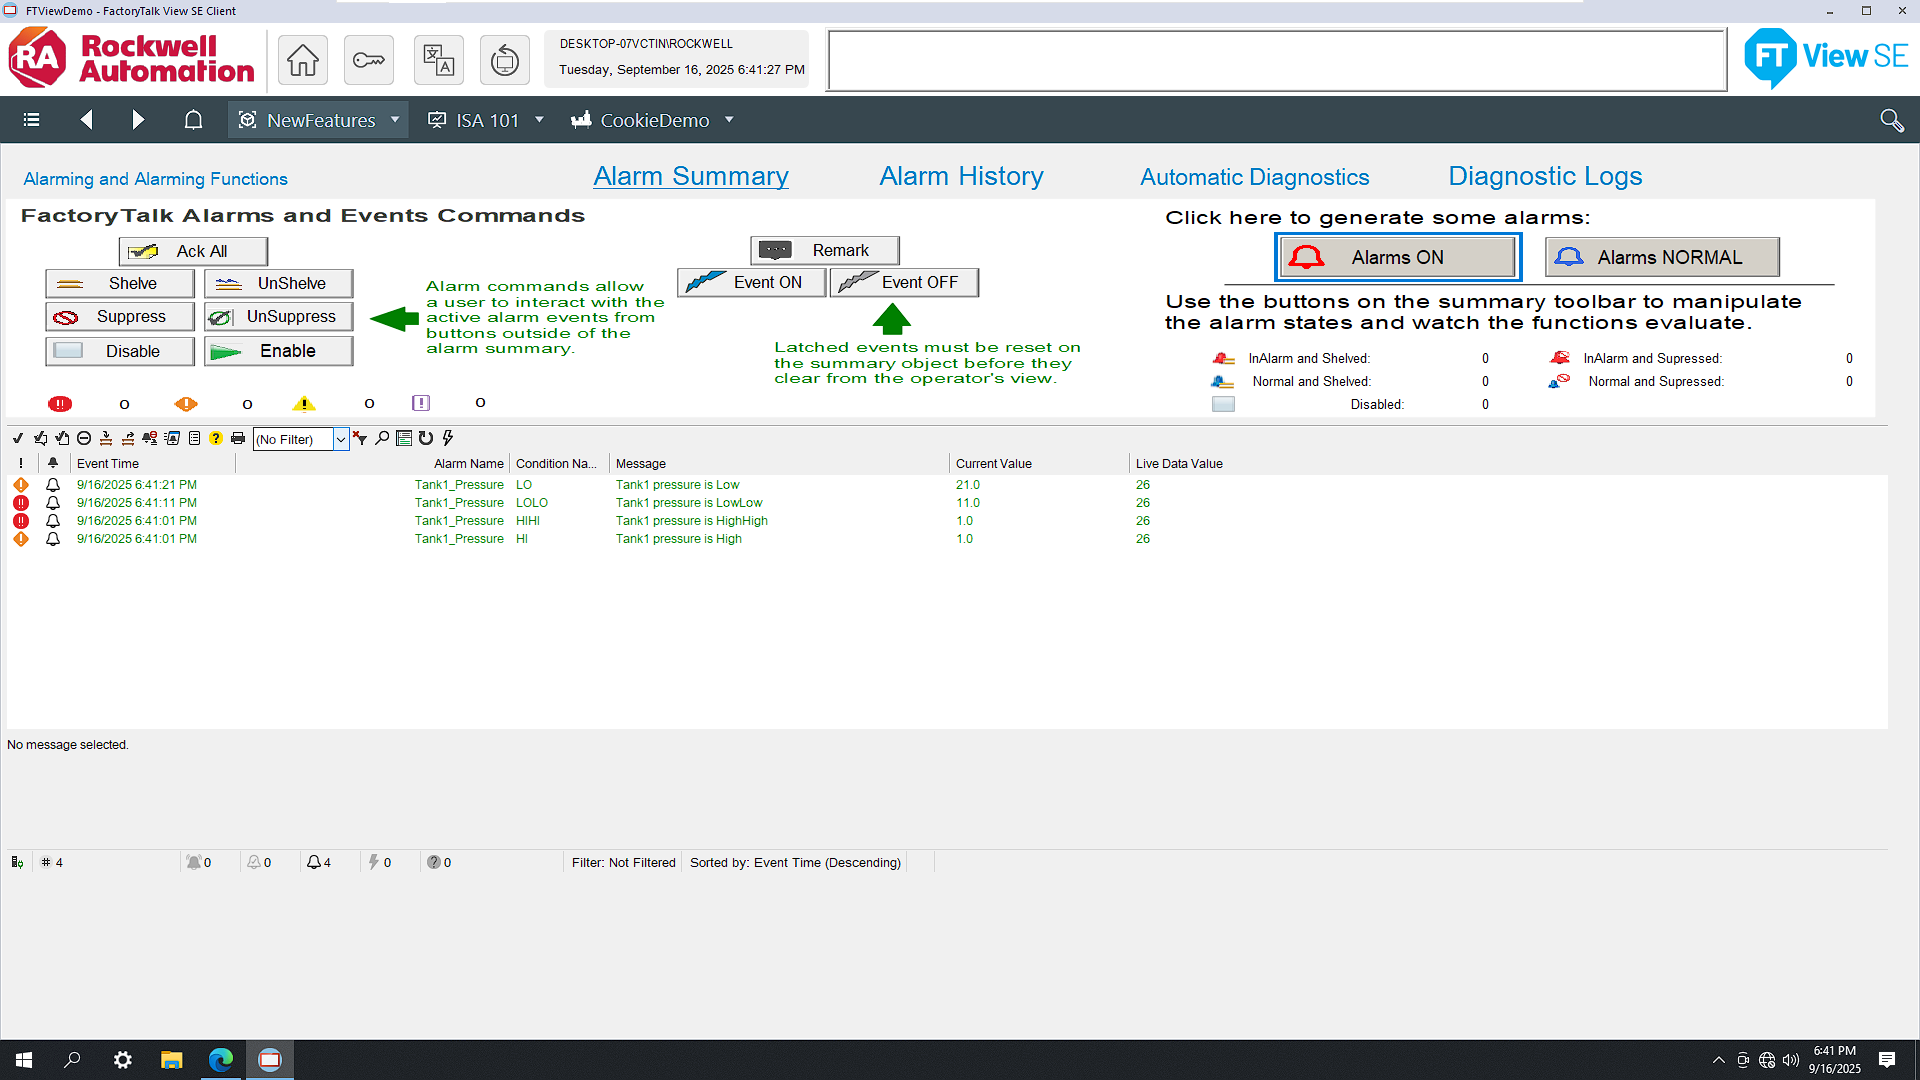 FTViewDemo - FactoryTalk View SE Client
RA
Rockwell
Automation
DESKTOP-07VCTIN\ROCKWELL
Tuesday, September 16, 2025 6:41:27 PM
FT View SE
NewFeatures
ISA 101
CookieDemo
Alarming and Alarming Functions
Alarm Summary
Alarm History
Automatic Diagnostics
Diagnostic Logs
FactoryTalk Alarms and Events Commands
Ack All
Shelve
UnShelve
Suppress
UnSuppress
Disable
Enable
Alarm commands allow
a user to interact with the
active alarm events from
buttons outside of the
alarm summary.
Remark
Event ON
Event OFF
Latched events must be reset on
the summary object before they
clear from the operator's view.
Click here to generate some alarms:
Alarms ON
Alarms NORMAL
Use the buttons on the summary toolbar to manipulate
the alarm states and watch the functions evaluate.
InAlarm and Shelved: 0
InAlarm and Supressed: 0
Normal and Shelved: 0
Normal and Supressed: 0
Disabled: 0
0 0 0 0
(No Filter)
! Event Time Alarm Name Condition Na... Message Current Value Live Data Value
9/16/2025 6:41:21 PM Tank1_Pressure LO Tank1 pressure is Low 21.0 26
9/16/2025 6:41:11 PM Tank1_Pressure LOLO Tank1 pressure is LowLow 11.0 26
9/16/2025 6:41:01 PM Tank1_Pressure HIHI Tank1 pressure is HighHigh 1.0 26
9/16/2025 6:41:01 PM Tank1_Pressure HI Tank1 pressure is High 1.0 26
No message selected.
# 4 0 0 4 0 0 Filter: Not Filtered Sorted by: Event Time (Descending)
6:41 PM
9/16/2025